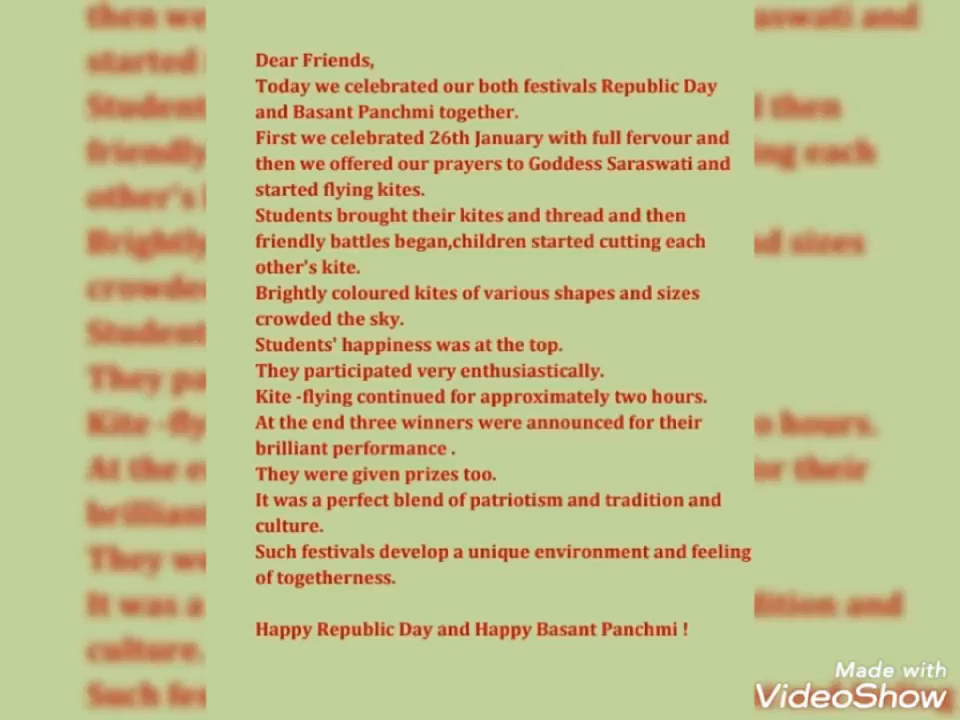 Dear Friends,
Today we celebrated our both festivals Republic Day
and Basant Panchmi together.
First we celebrated 26th January with full fervour and
then we offered our prayers to Goddess Saraswati and
started flying kites.
Students brought their kites and thread and then
friendly battles began,children started cutting each
other's kite.
Brightly coloured kites of various shapes and sizes
crowded the sky.
Students' happiness was at the top.
They participated very enthusiastically.
Kite -flying continued for approximately two hours.
At the end three winners were announced for their
brilliant performance .
They were given prizes too.
It was a perfect blend of patriotism and tradition and
culture.
Such festivals develop a unique environment and feeling
of togetherness.
Happy Republic Day and Happy Basant Panchmi !
Made with
VideoShow